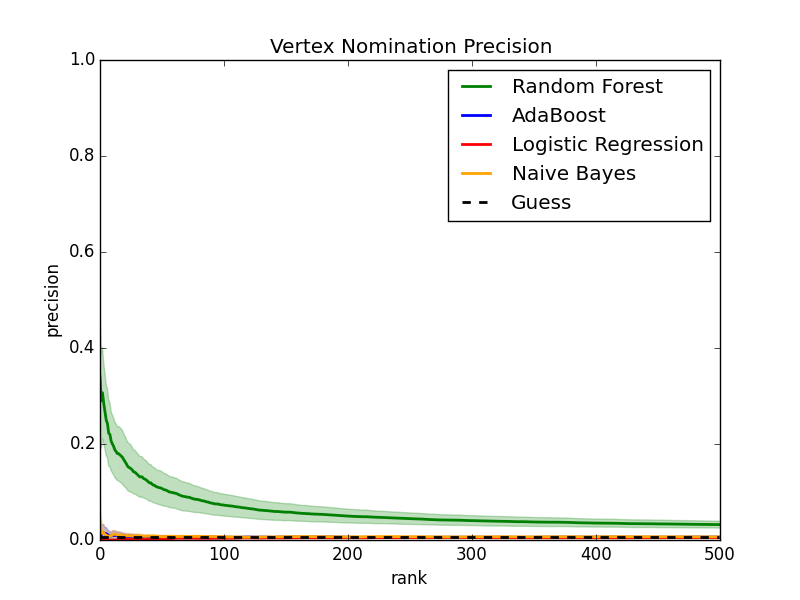 Vertex Nomination Precision
1.0
0.8
0.6
0.4
0.2
0.0
precision
Random Forest
AdaBoost
Logistic Regression
Naive Bayes
Guess
0 100 200 300 400 500
rank